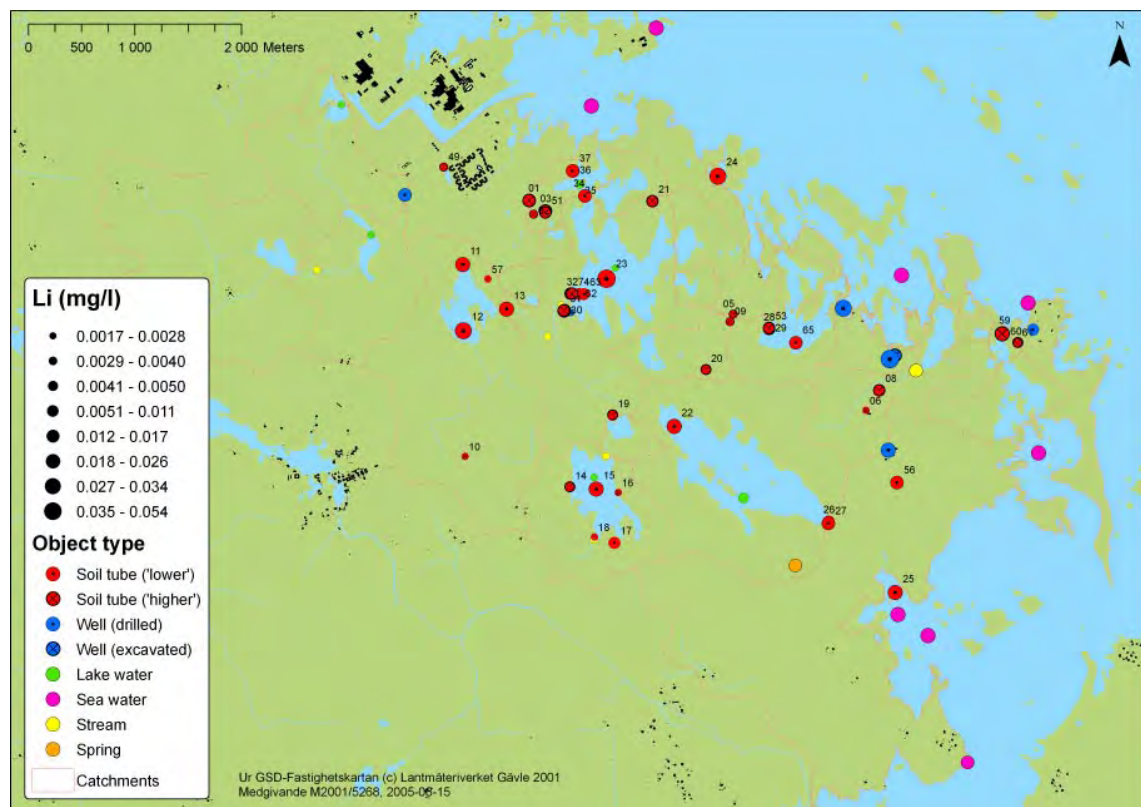 N
0 500 1 000 2 000 Meters
24
37
36
49
34
35
01
03
51
21
11
57
23
32
30
13
12
05
09
28
53
29
65
59
20
08
06
19
22
10
14
15
16
56
18
17
26
27
25
Li (mg/l)
0.0017 - 0.0028
0.0029 - 0.0040
0.0041 - 0.0050
0.0051 - 0.011
0.012 - 0.017
0.018 - 0.026
0.027 - 0.034
0.035 - 0.054
Object type
Soil tube ('lower')
Soil tube ('higher')
Well (drilled)
Well (excavated)
Lake water
Sea water
Stream
Spring
Catchments
Ur GSD-Fastighetskartan (c) Lantmäteriverket Gävle 2001
Medgivande M2001/5268,